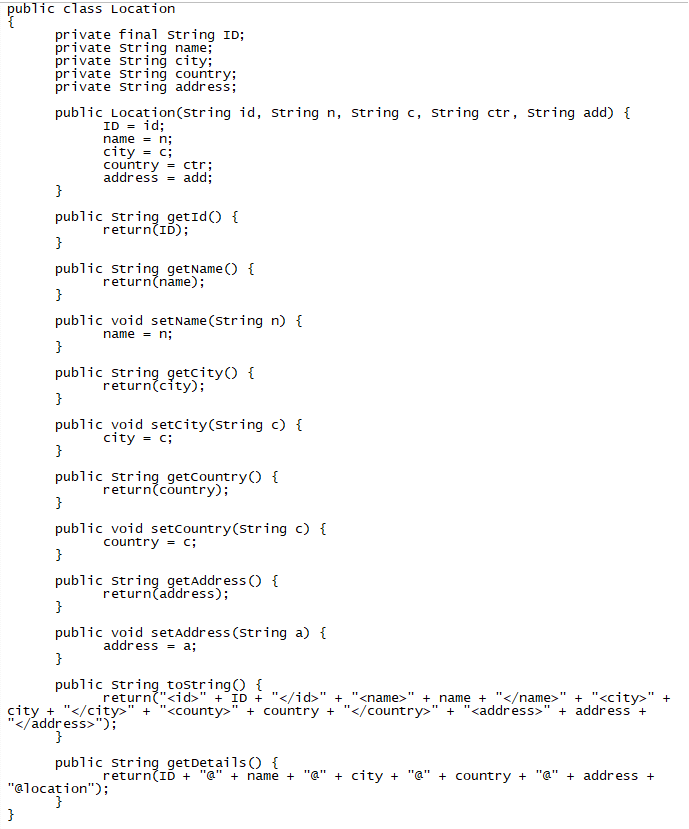 public class Location
{
private final String ID;
private String name;
private String city;
private String country;
private String address;
public Location(String id, String n, String c, String ctr, String add) {
ID = id;
name = n;
city = c;
country = ctr;
address = add;
}
public String getId() {
return(ID);
}
public String getName() {
return(name);
}
public void setName(String n) {
name = n;
}
public String getCity() {
return(city);
}
public void setCity(String c) {
city = c;
}
public String getCountry() {
return(country);
}
public void setCountry(String c) {
country = c;
}
public String getAddress() {
return(address);
}
public void setAddress(String a) {
address = a;
}
public String toString() {
return("<id>" + ID + "</id>" + "<name>" + name + "</name>" + "<city>" +
city + "</city>" + "<county>" + country + "</country>" + "<address>" + address +
"</address>");
}
public String getDetails() {
return(ID + "@" + name + "@" + city + "@" + country + "@" + address +
"@location");
}
}